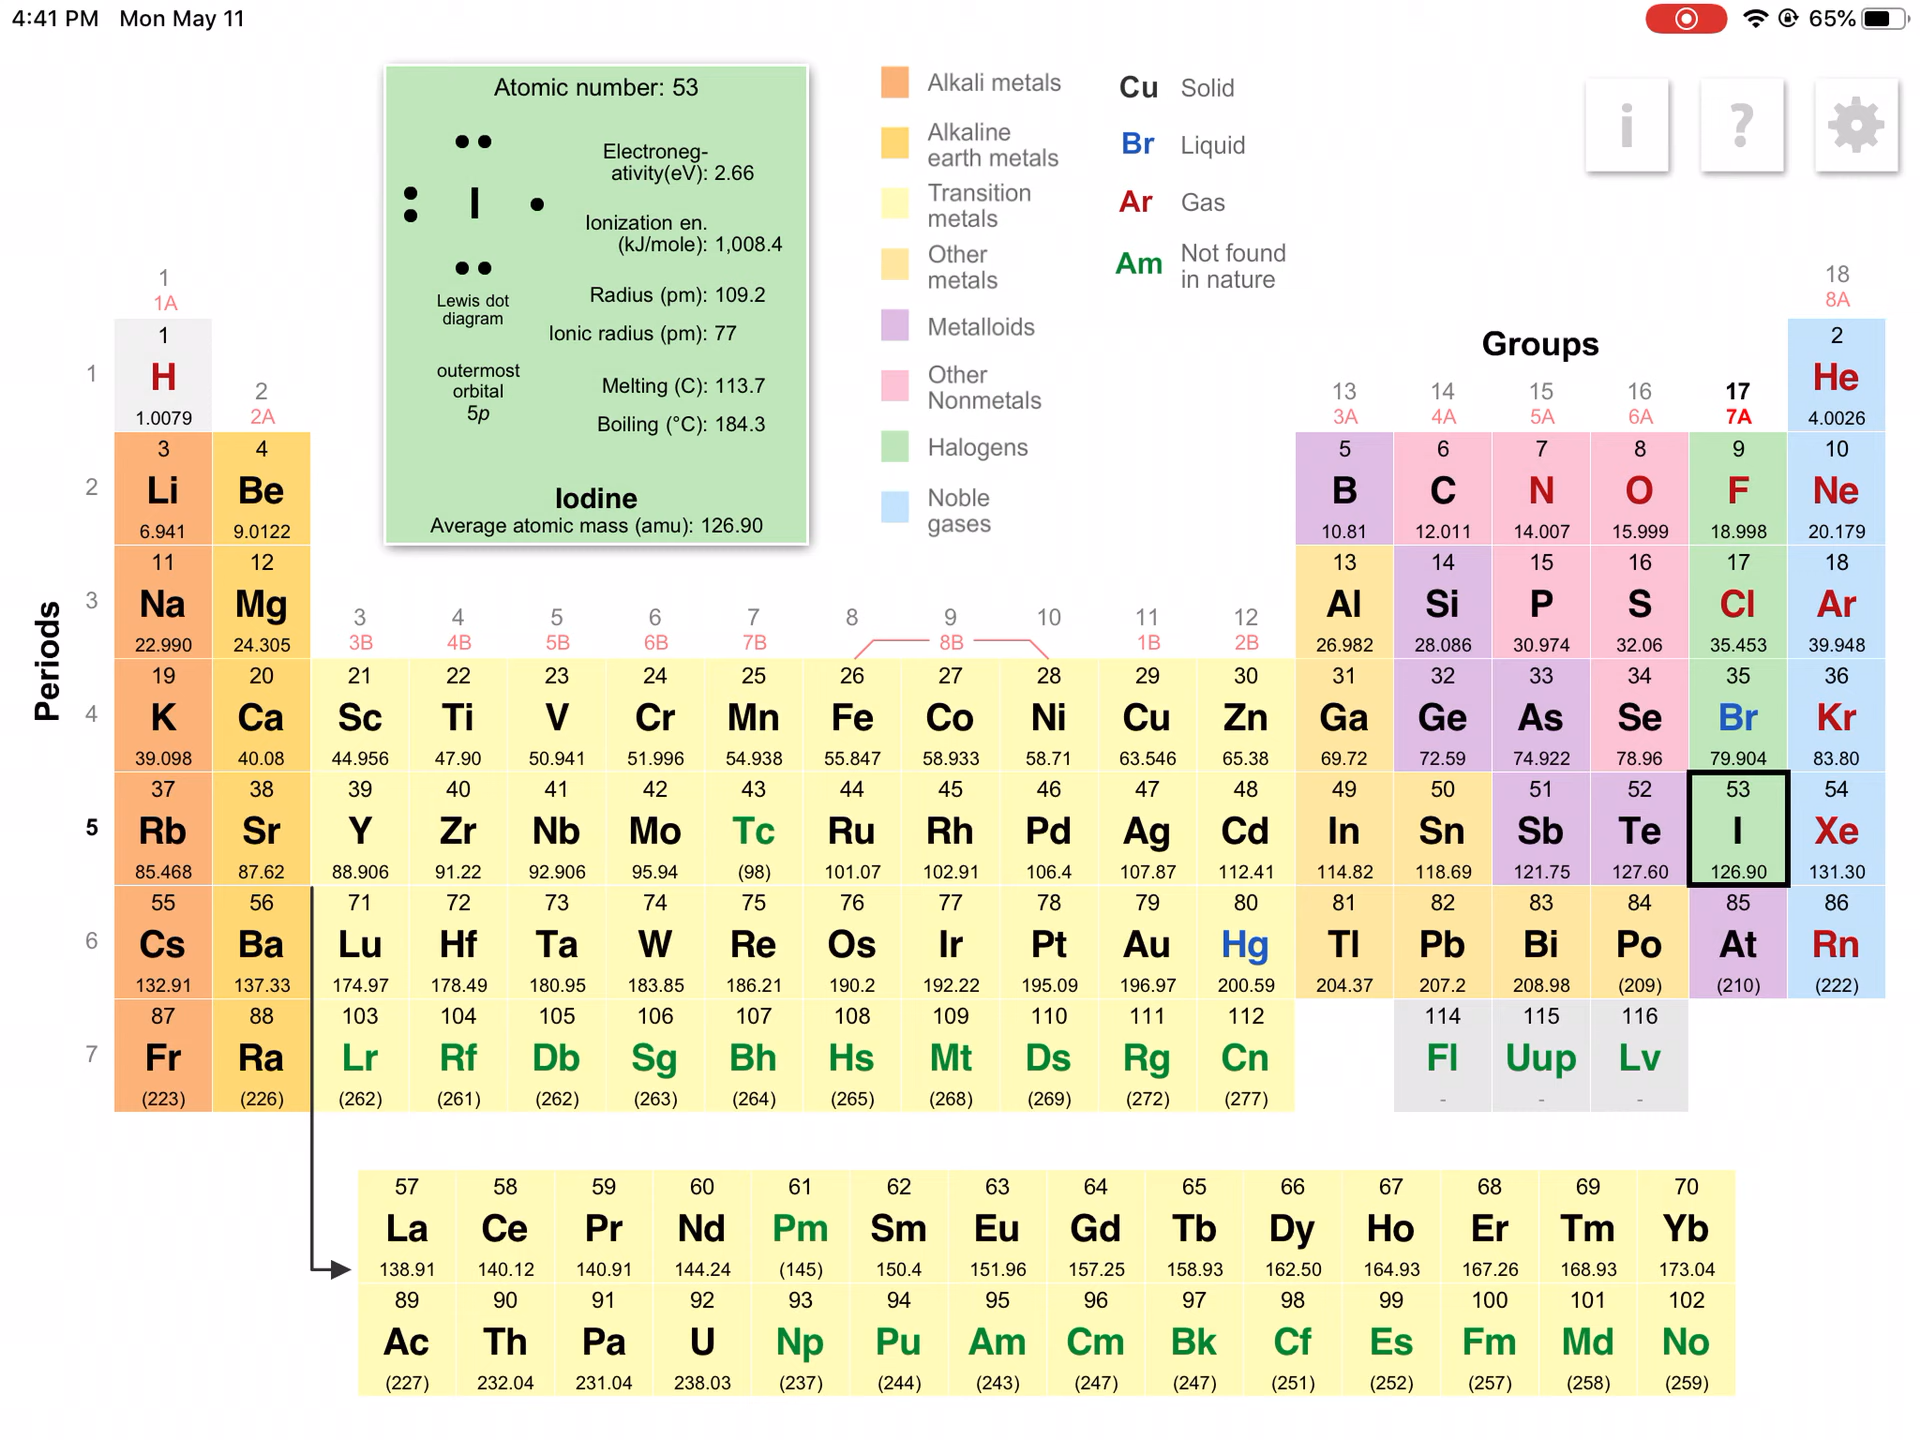 4:41 PM Mon May 11
65%
Atomic number: 53
Electroneg-
ativity(eV): 2.66
I
Ionization en.
(kJ/mole): 1,008.4
Lewis dot
diagram
Radius (pm): 109.2
Ionic radius (pm): 77
outermost
orbital
5p
Melting (C): 113.7
Boiling (°C): 184.3
Iodine
Average atomic mass (amu): 126.90
Alkali metals
Alkaline
earth metals
Transition
metals
Other
metals
Metalloids
Other
Nonmetals
Halogens
Noble
gases
Cu Solid
Br Liquid
Ar Gas
Am Not found
in nature
i ?
Groups
Periods
1 18
1A 8A
1 2
1 H He
1.0079 4.0026
2 13 14 15 16 17
2A 3A 4A 5A 6A 7A
3 4 5 6 7 8 9 10
2 Li Be B C N O F Ne
6.941 9.0122 10.81 12.011 14.007 15.999 18.998 20.179
11 12 13 14 15 16 17 18
3 Na Mg Al Si P S Cl Ar
22.990 24.305 26.982 28.086 30.974 32.06 35.453 39.948
3 4 5 6 7 8 9 10 11 12
3B 4B 5B 6B 7B 8B 1B 2B
19 20 21 22 23 24 25 26 27 28 29 30 31 32 33 34 35 36
4 K Ca Sc Ti V Cr Mn Fe Co Ni Cu Zn Ga Ge As Se Br Kr
39.098 40.08 44.956 47.90 50.941 51.996 54.938 55.847 58.933 58.71 63.546 65.38 69.72 72.59 74.922 78.96 79.904 83.80
37 38 39 40 41 42 43 44 45 46 47 48 49 50 51 52 53 54
5 Rb Sr Y Zr Nb Mo Tc Ru Rh Pd Ag Cd In Sn Sb Te I Xe
85.468 87.62 88.906 91.22 92.906 95.94 (98) 101.07 102.91 106.4 107.87 112.41 114.82 118.69 121.75 127.60 126.90 131.30
55 56 71 72 73 74 75 76 77 78 79 80 81 82 83 84 85 86
6 Cs Ba Lu Hf Ta W Re Os Ir Pt Au Hg Tl Pb Bi Po At Rn
132.91 137.33 174.97 178.49 180.95 183.85 186.21 190.2 192.22 195.09 196.97 200.59 204.37 207.2 208.98 (209) (210) (222)
87 88 103 104 105 106 107 108 109 110 111 112 114 115 116
7 Fr Ra Lr Rf Db Sg Bh Hs Mt Ds Rg Cn Fl Uup Lv
(223) (226) (262) (261) (262) (263) (264) (265) (268) (269) (272) (277) - - -
57 58 59 60 61 62 63 64 65 66 67 68 69 70
La Ce Pr Nd Pm Sm Eu Gd Tb Dy Ho Er Tm Yb
138.91 140.12 140.91 144.24 (145) 150.4 151.96 157.25 158.93 162.50 164.93 167.26 168.93 173.04
89 90 91 92 93 94 95 96 97 98 99 100 101 102
Ac Th Pa U Np Pu Am Cm Bk Cf Es Fm Md No
(227) 232.04 231.04 238.03 (237) (244) (243) (247) (247) (251) (252) (257) (258) (259)